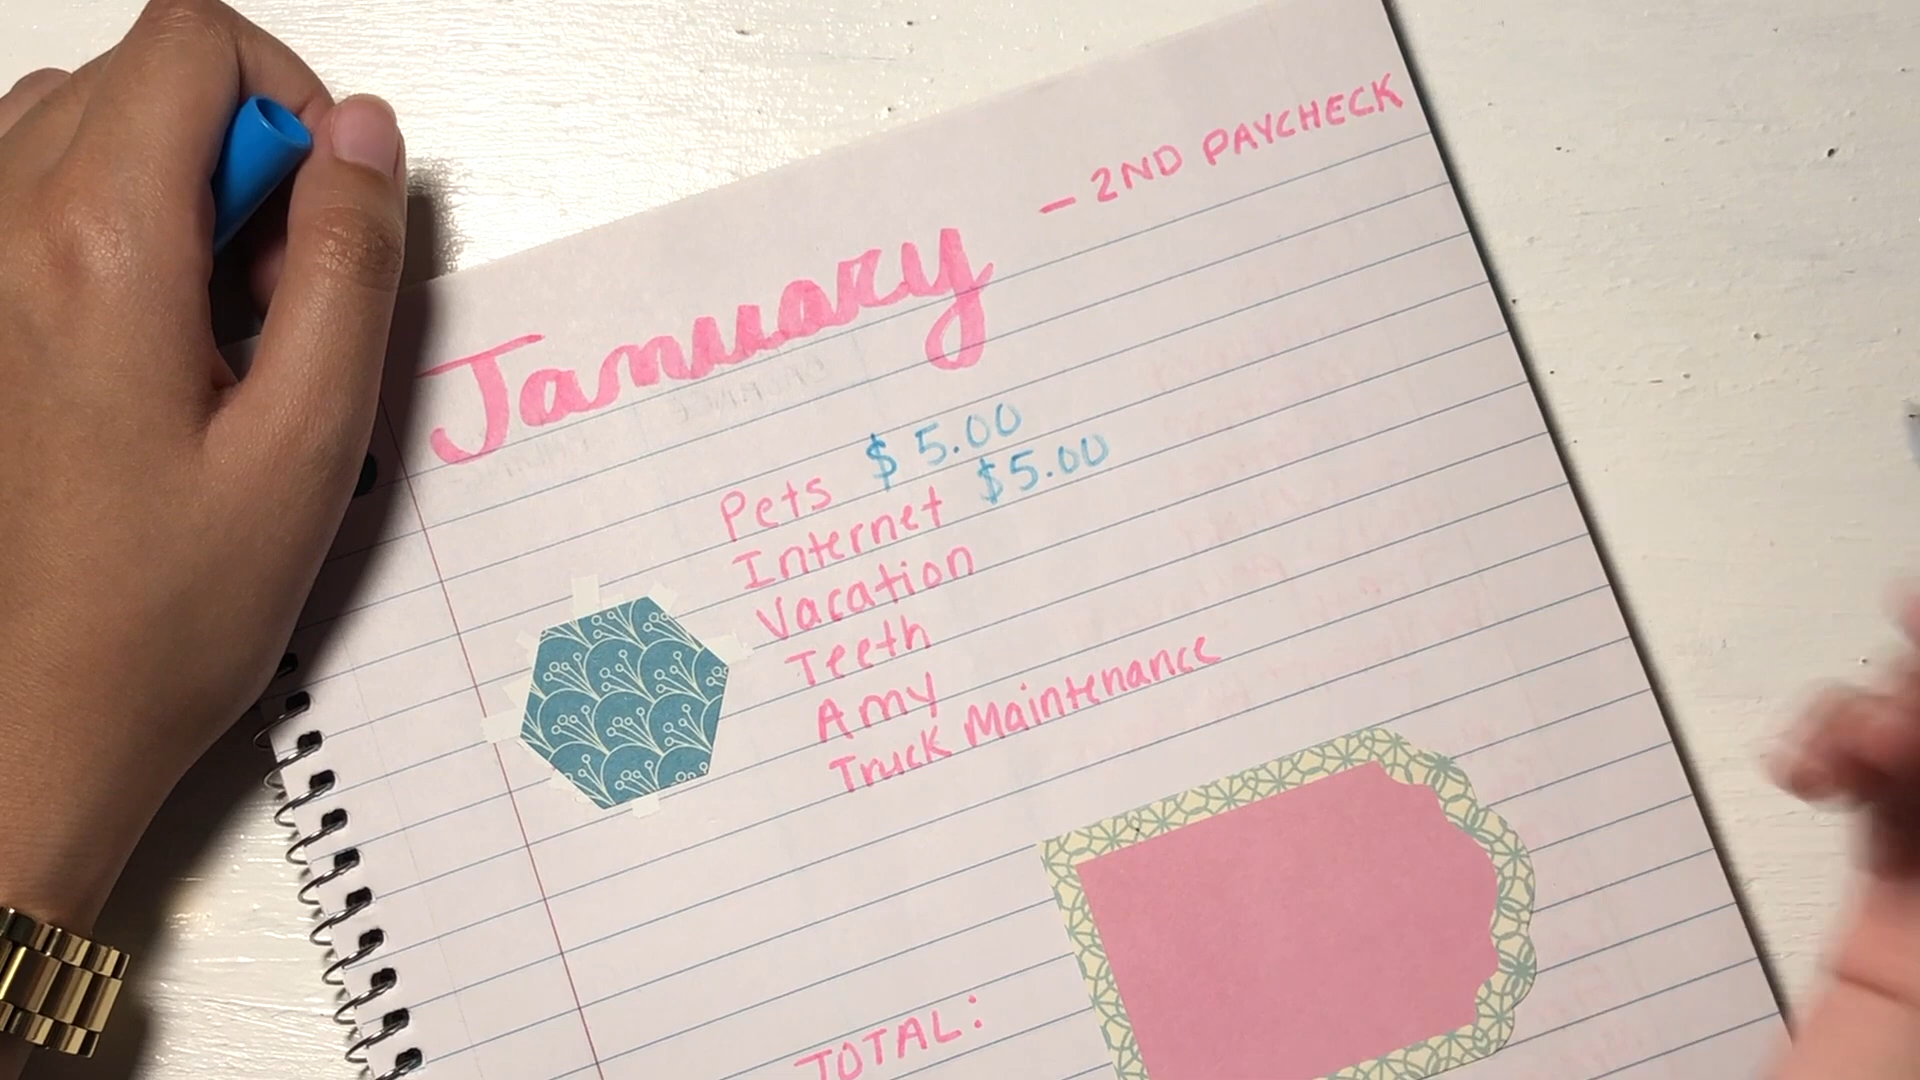 January – 2ND PAYCHECK
Pets $5.00
Internet $5.00
Vacation
Teeth
Amy
Truck Maintenance
TOTAL: